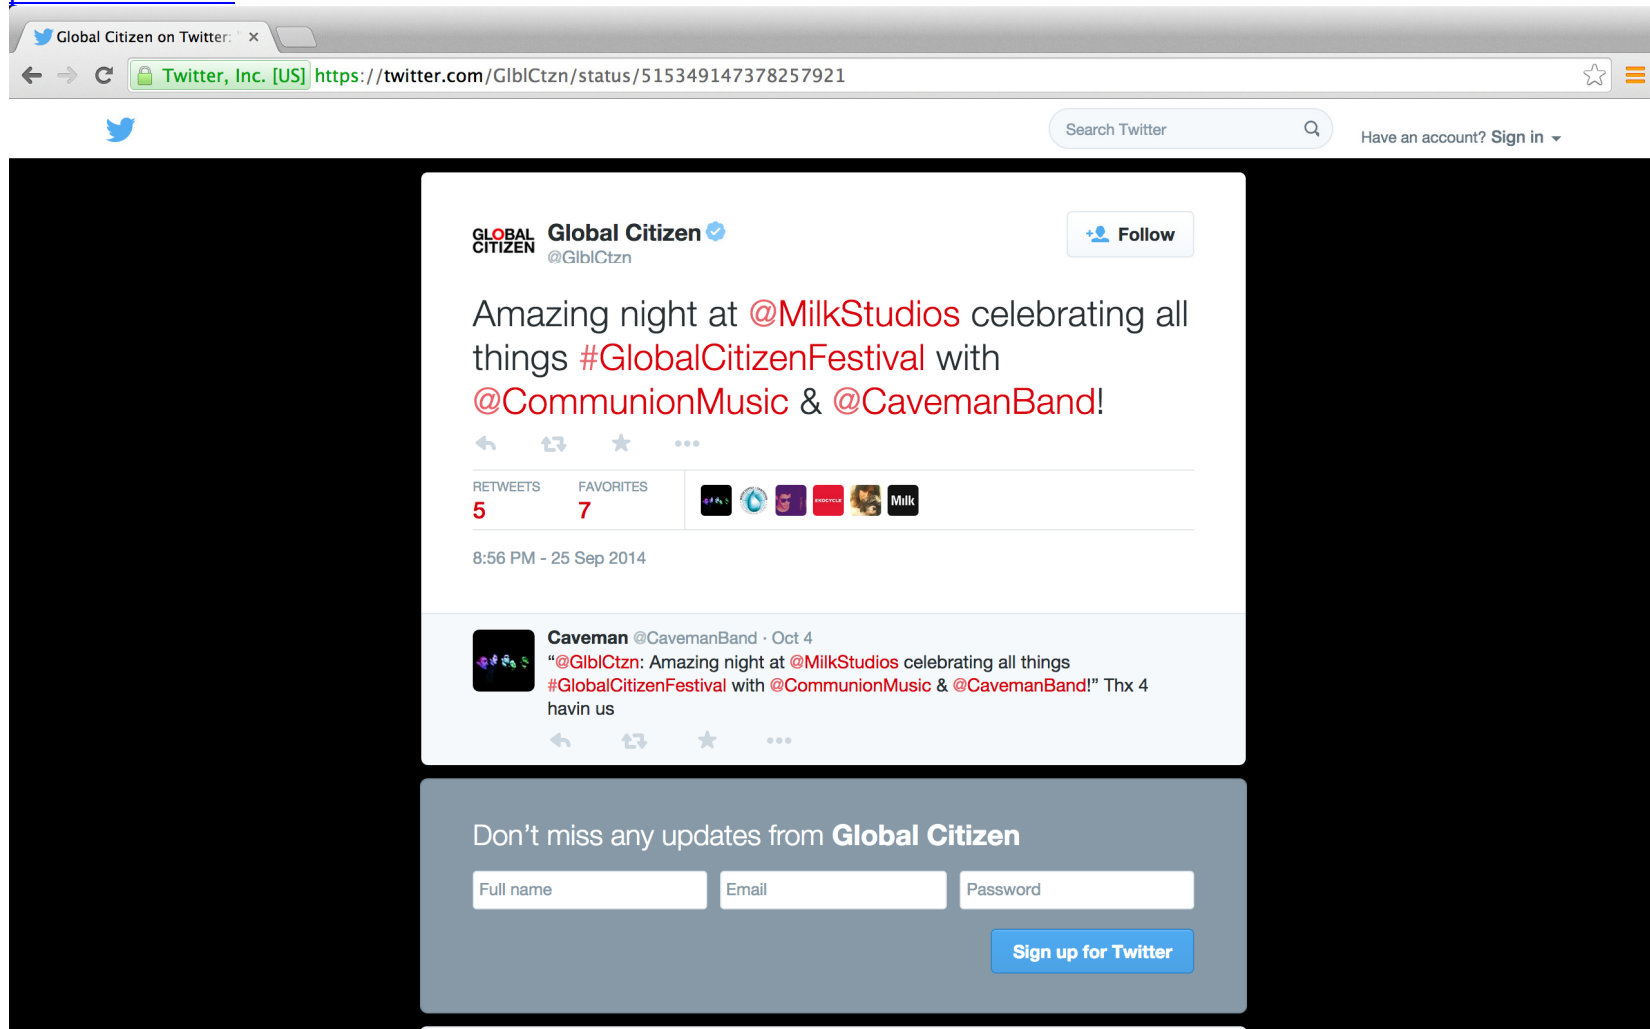 Global Citizen on Twitter: "
Twitter, Inc. [US] https://twitter.com/GlblCtzn/status/515349147378257921
Search Twitter
Have an account? Sign in
GLOBAL
CITIZEN
Global Citizen
@GlblCtzn
Follow
Amazing night at @MilkStudios celebrating all
things #GlobalCitizenFestival with
@CommunionMusic & @CavemanBand!
RETWEETS FAVORITES
5 7
EKOCYCLE
Milk
8:56 PM - 25 Sep 2014
Caveman @CavemanBand · Oct 4
“@GlblCtzn: Amazing night at @MilkStudios celebrating all things
#GlobalCitizenFestival with @CommunionMusic & @CavemanBand!” Thx 4
havin us
Don’t miss any updates from Global Citizen
Full name Email Password
Sign up for Twitter